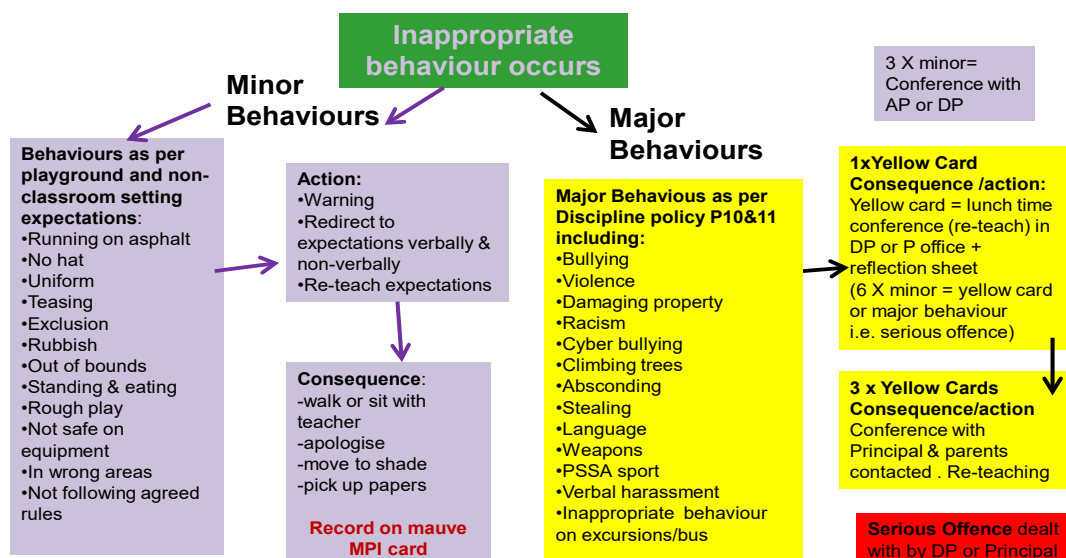 Inappropriate
behaviour occurs
Minor
Behaviours
Major
Behaviours
3 X minor=
Conference with
AP or DP
Behaviours as per
playground and non-
classroom setting
expectations:
•Running on asphalt
•No hat
•Uniform
•Teasing
•Exclusion
•Rubbish
•Out of bounds
•Standing & eating
•Rough play
•Not safe on
equipment
•In wrong areas
•Not following agreed
rules
Action:
•Warning
•Redirect to
expectations verbally &
non-verbally
•Re-teach expectations
Consequence:
-walk or sit with
teacher
-apologise
-move to shade
-pick up papers
Record on mauve
MPI card
Major Behavious as per
Discipline policy P10&11
including:
•Bullying
•Violence
•Damaging property
•Racism
•Cyber bullying
•Climbing trees
•Absconding
•Stealing
•Language
•Weapons
•PSSA sport
•Verbal harassment
•Inappropriate behaviour
on excursions/bus
1xYellow Card
Consequence /action:
Yellow card = lunch time
conference (re-teach) in
DP or P office +
reflection sheet
(6 X minor = yellow card
or major behaviour
i.e. serious offence)
3 x Yellow Cards
Consequence/action
Conference with
Principal & parents
contacted . Re-teaching
Serious Offence dealt
with by DP or Principal